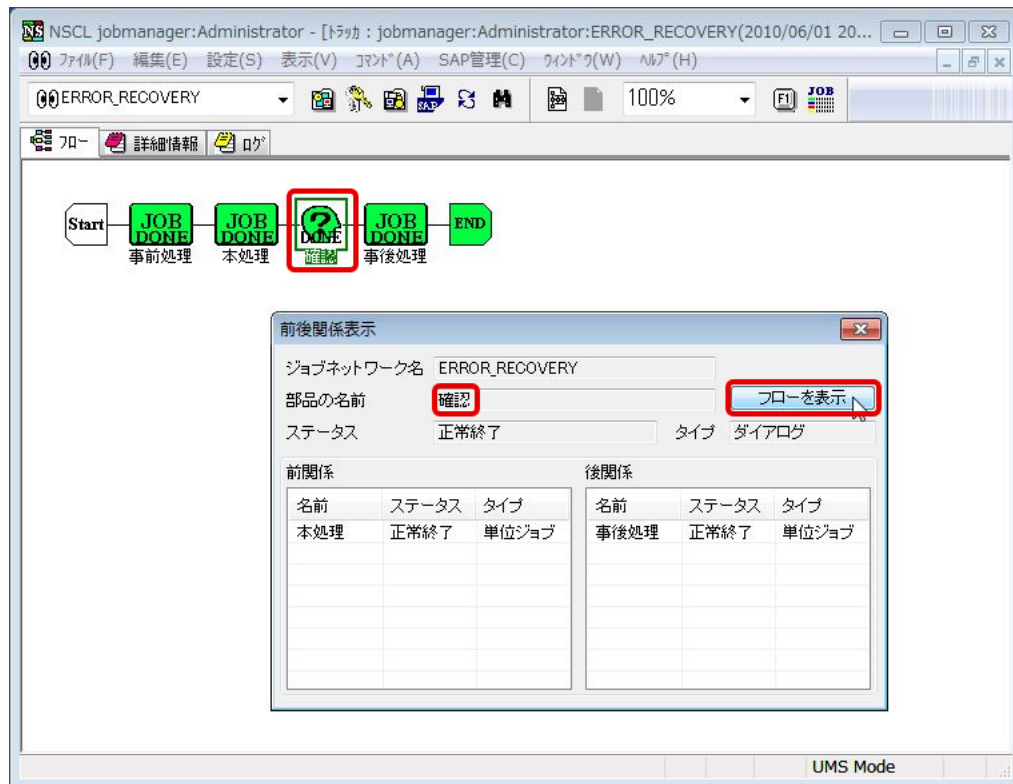 NSCL jobmanager:Administrator - [ﾄﾗｯｶ : jobmanager:Administrator:ERROR_RECOVERY(2010/06/01 20...
ﾌｧｲﾙ(F) 編集(E) 設定(S) 表示(V) ｺﾏﾝﾄﾞ(A) SAP管理(C) ｳｨﾝﾄﾞｳ(W) ﾍﾙﾌﾟ(H)
ERROR_RECOVERY SAP 100% F1 JOB
ﾌﾛｰ 詳細情報 ﾛｸﾞ
Start JOB DONE JOB DONE DONE JOB DONE END
事前処理 本処理 確認 事後処理
前後関係表示
ジョブネットワーク名 ERROR_RECOVERY
部品の名前 確認 フローを表示
ステータス 正常終了 タイプ ダイアログ
前関係 後関係
名前 ステータス タイプ 名前 ステータス タイプ
本処理 正常終了 単位ジョブ 事後処理 正常終了 単位ジョブ
UMS Mode